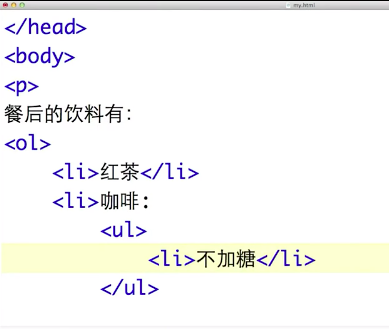 my.html
</head>
<body>
<p>
餐后的饮料有：
<ol>
<li>红茶</li>
<li>咖啡：
<ul>
<li>不加糖</li>
</ul>